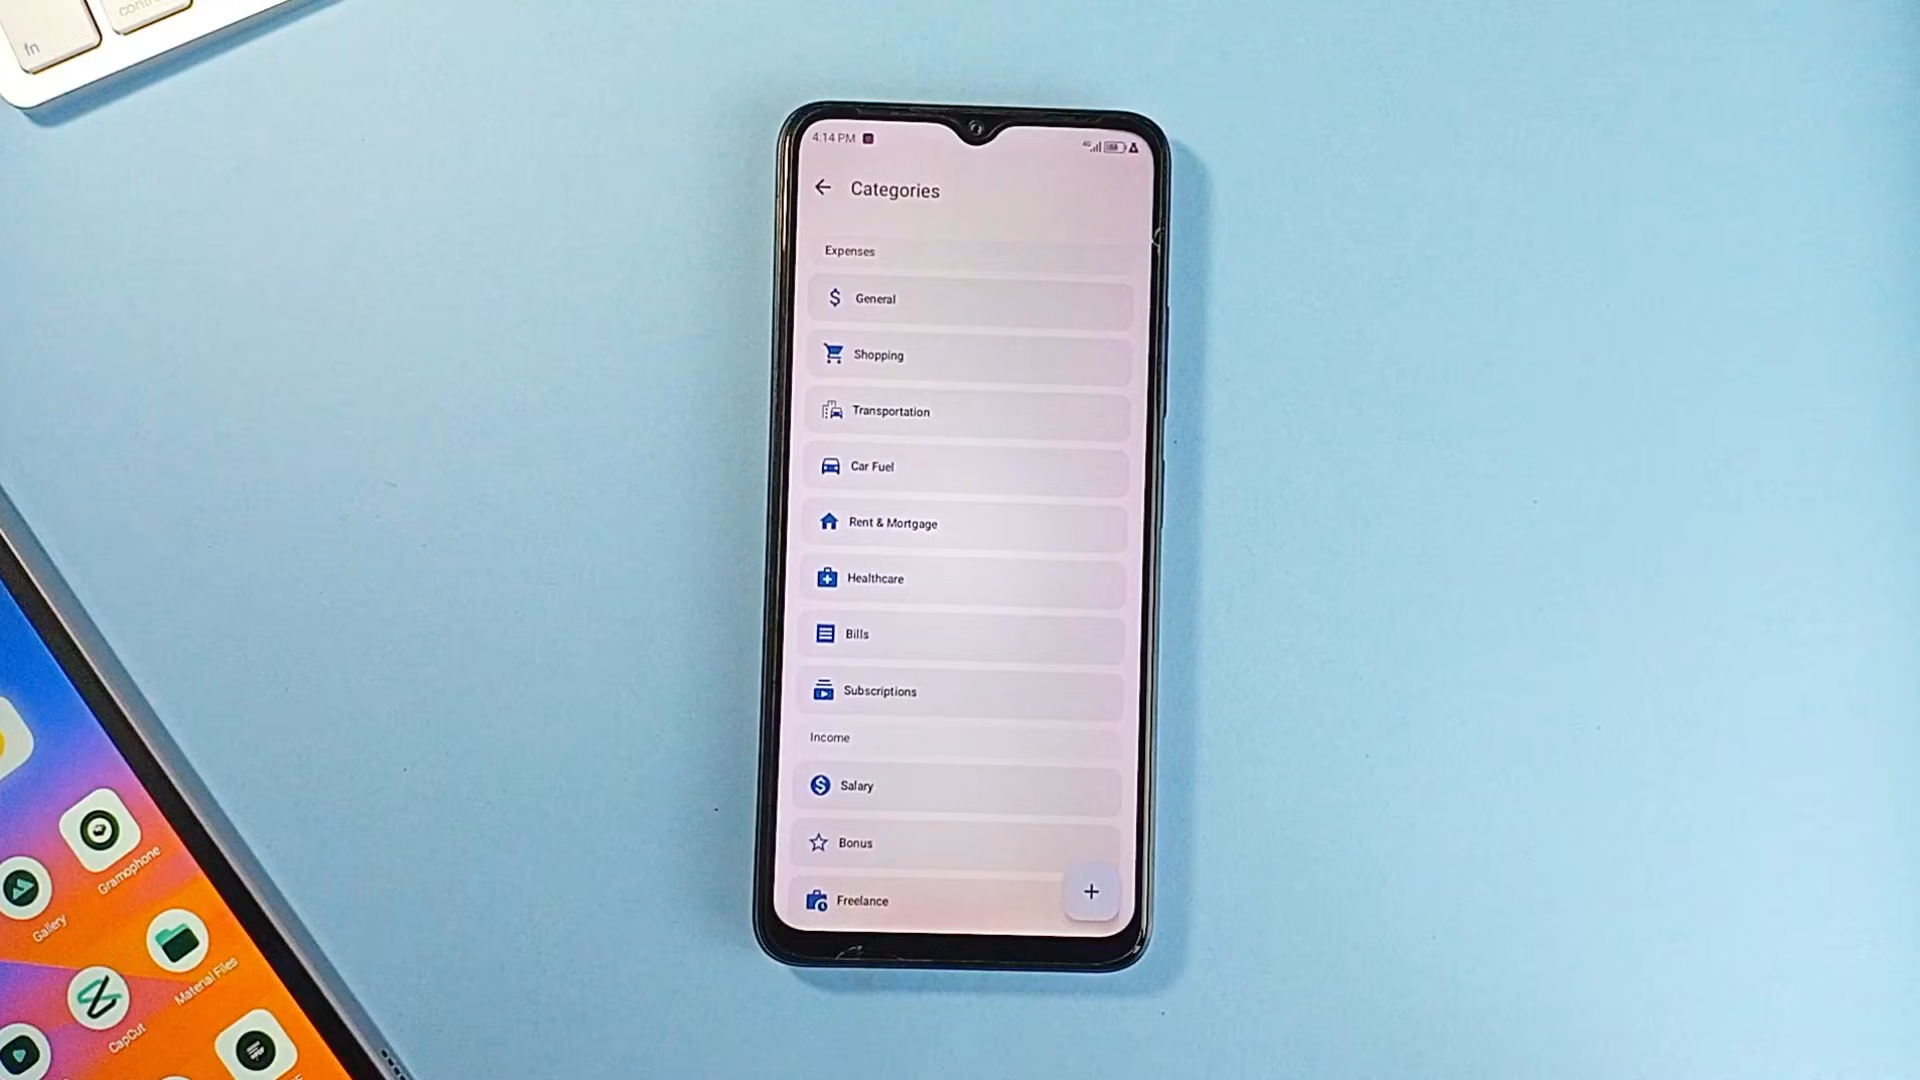 fn
4:14 PM
4G
Categories
Expenses
General
Shopping
Transportation
Car Fuel
Rent & Mortgage
Healthcare
Bills
Subscriptions
Income
Salary
Bonus
Freelance
Gramophone
Gallery
Material Files
CapCut